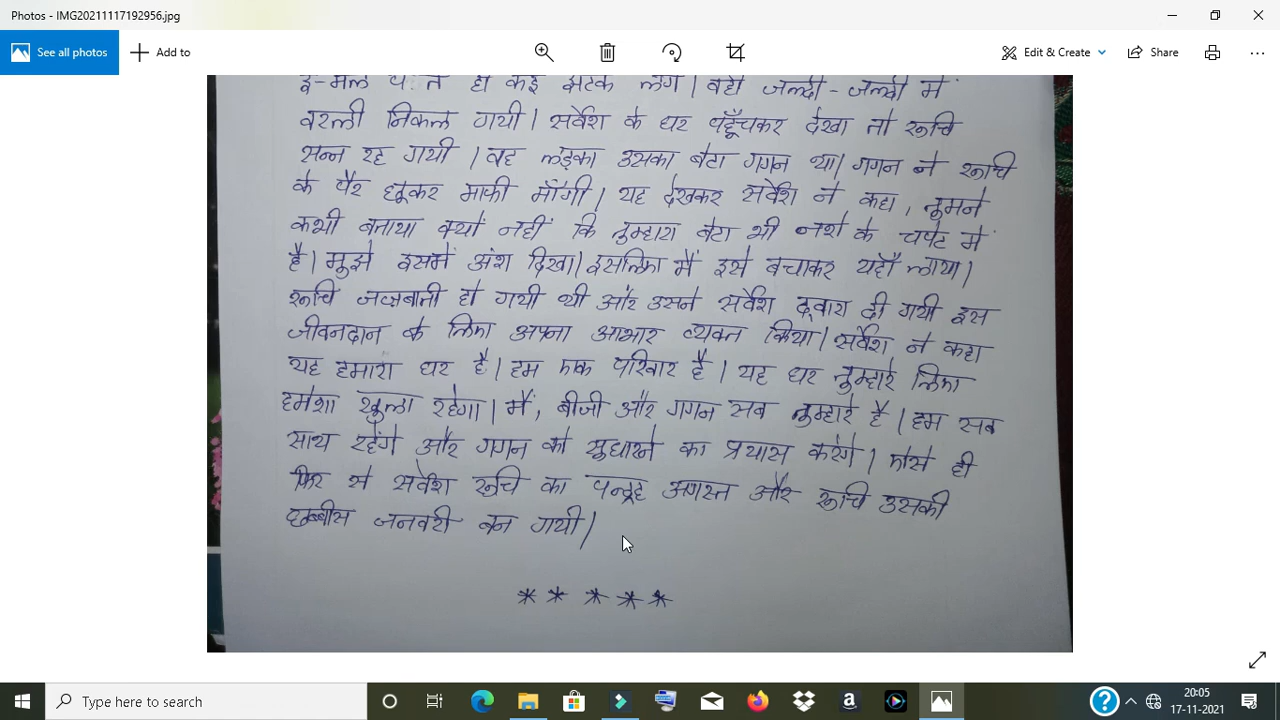 Photos - IMG20211117192956.jpg
See all photos
Add to
Edit & Create
Share
कई झटके लगे। वहाँ जल्दी-जल्दी में
वरली निकल गयी। सर्वेश के घर पहुँचकर देखा तो रूचि
सन्न रह गयी। वह लड़का उसका बेटा गगन था। गगन ने रूचि
के पैर छूकर माफी माँगी। यह देखकर सर्वेश ने कहा, तुमने
कभी बताया क्यों नहीं कि तुम्हारा बेटा भी नशे के चपेट में
है। मुझे इसमें अंश दिखा। इसलिए मैं इसे बचाकर यहाँ लाया।
रूचि जज़्बाती हो गयी थी और उसने सर्वेश द्वारा दी गयी इस
जीवनदान के लिए अपना आभार व्यक्त किया। सर्वेश ने कहा
यह हमारा घर है। हम एक परिवार है। यह घर तुम्हारे लिए
हमेशा खुला रहेगा। मैं, बीजी और गगन सब तुम्हारे है। हम सब
साथ रहेंगे और गगन को सुधारने का प्रयास करेंगे। ऐसे ही
फिर से सर्वेश रूचि का पन्द्रह अगस्त और रूचि उसकी
छब्बीस जनवरी बन गयी।
* * * * *
Type here to search
20:05
17-11-2021